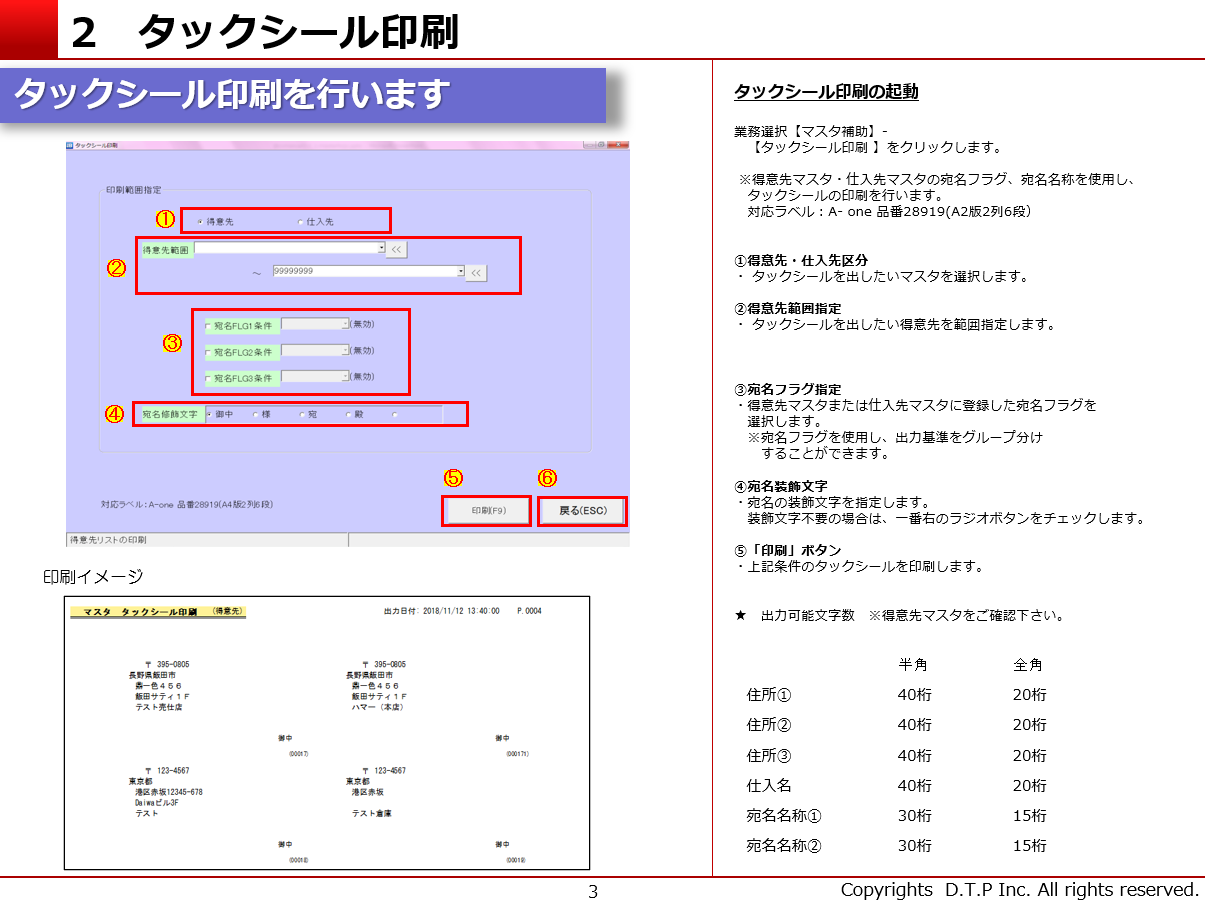 2 タックシール印刷
タックシール印刷を行います
タックシール印刷
印刷範囲指定
① 得意先 仕入先
② 得意先範囲 <<
～ 99999999 <<
③ 宛名FLG1条件 (無効)
宛名FLG2条件 (無効)
宛名FLG3条件 (無効)
④ 宛名修飾文字 御中 様 宛 殿
⑤ ⑥
対応ラベル：A-one 品番28919(A4版2列6段) 印刷(F9) 戻る(ESC)
得意先リストの印刷
印刷イメージ
マスタ タックシール印刷 (得意先) 出力日付: 2018/11/12 13:40:00 P.0004
〒 395-0805 〒 395-0805
長野県飯田市 長野県飯田市
鼎一色４５６ 鼎一色４５６
飯田サティ１Ｆ 飯田サティ１Ｆ
テスト売仕店 ハマー（本店）
御中 御中
(00017) (000171)
〒 123-4567 〒 123-4567
東京都 東京都
港区赤坂12345-678 港区赤坂
Daiwaビル3F
テスト テスト倉庫
御中 御中
(00018) (00019)
タックシール印刷の起動
業務選択【マスタ補助】-
【タックシール印刷 】をクリックします。
※得意先マスタ・仕入先マスタの宛名フラグ、宛名名称を使用し、
タックシールの印刷を行います。
対応ラベル：A- one 品番28919(A2版2列6段）
①得意先・仕入先区分
・ タックシールを出したいマスタを選択します。
②得意先範囲指定
・ タックシールを出したい得意先を範囲指定します。
③宛名フラグ指定
・得意先マスタまたは仕入先マスタに登録した宛名フラグを
選択します。
※宛名フラグを使用し、出力基準をグループ分け
することができます。
④宛名装飾文字
・宛名の装飾文字を指定します。
装飾文字不要の場合は、一番右のラジオボタンをチェックします。
⑤「印刷」ボタン
・上記条件のタックシールを印刷します。
★ 出力可能文字数 ※得意先マスタをご確認下さい。
半角 全角
住所① 40桁 20桁
住所② 40桁 20桁
住所③ 40桁 20桁
仕入名 40桁 20桁
宛名名称① 30桁 15桁
宛名名称② 30桁 15桁
3
Copyrights D.T.P Inc. All rights reserved.